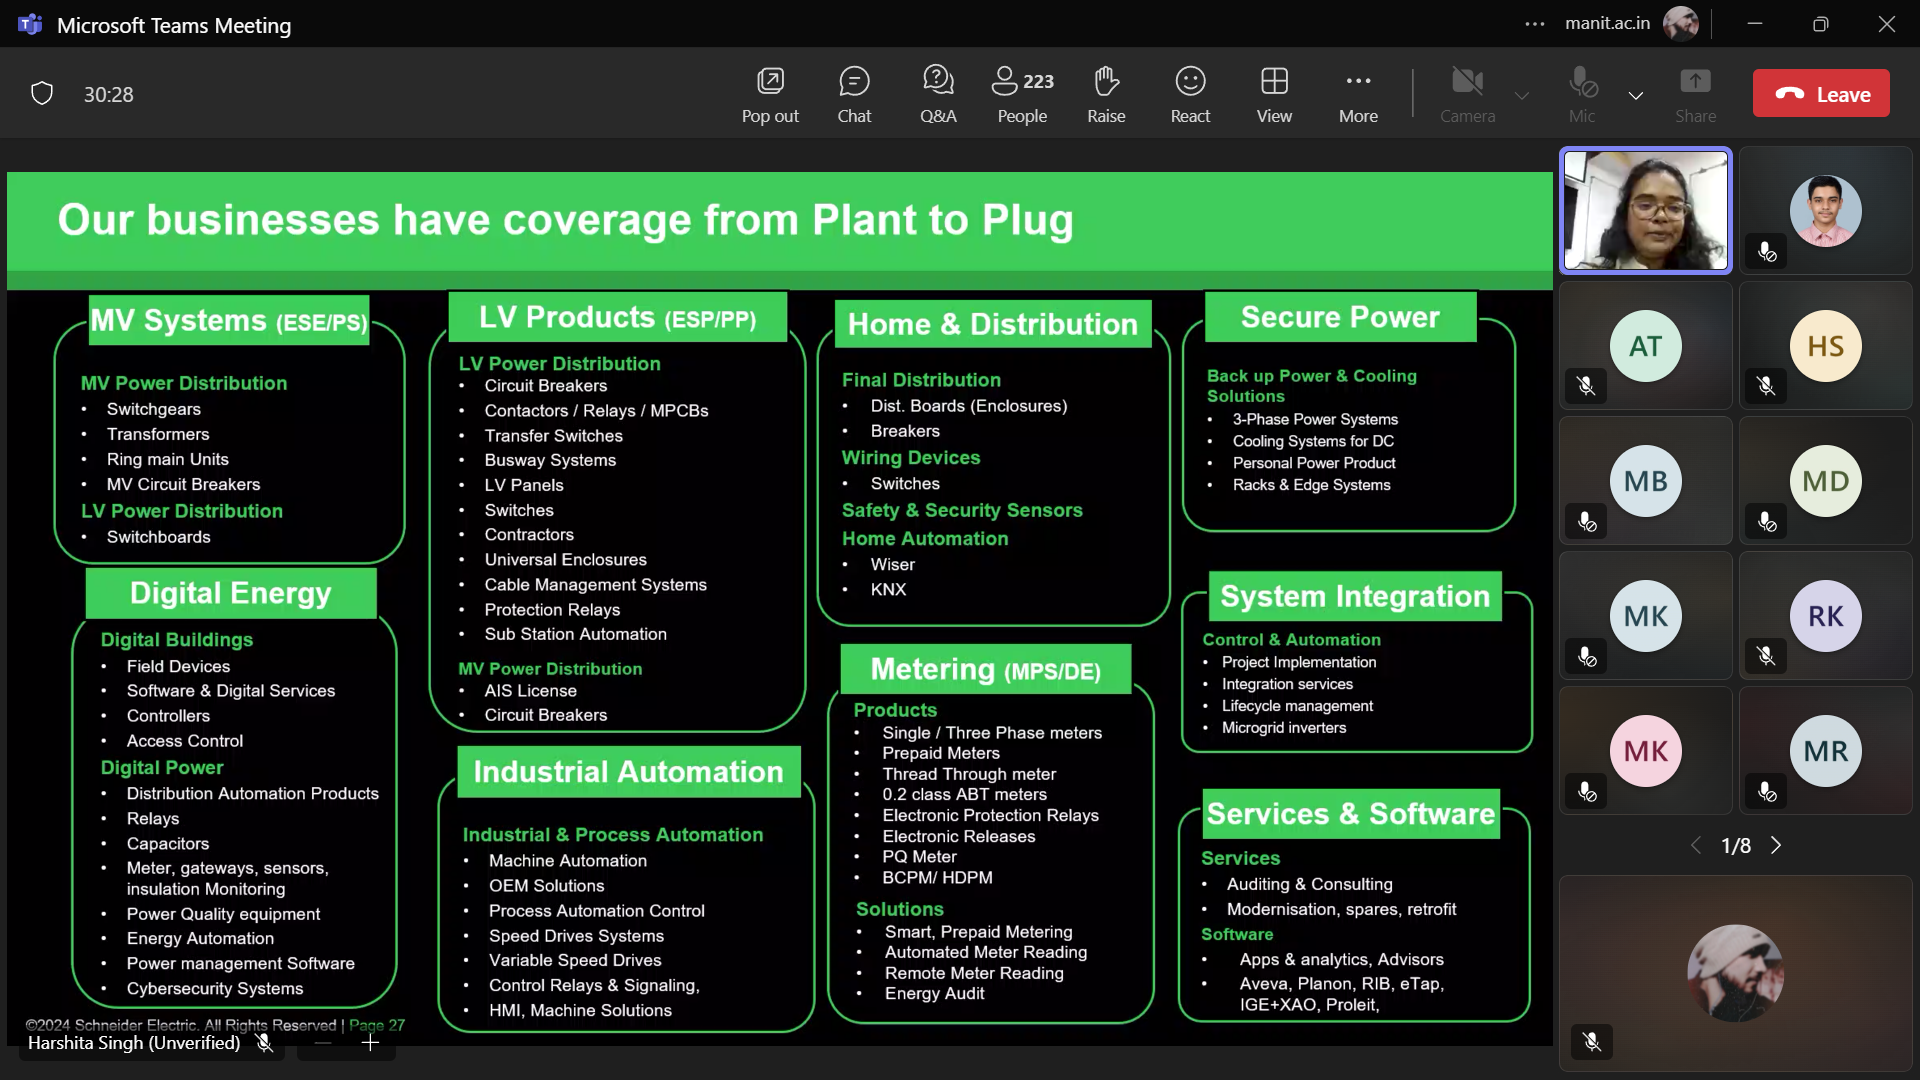 Microsoft Teams Meeting
manit.ac.in
30:28
Pop out
Chat
Q&A
223
People
Raise
React
View
More
Camera
Mic
Share
Leave
Our businesses have coverage from Plant to Plug
MV Systems (ESE/PS)
MV Power Distribution
• Switchgears
• Transformers
• Ring main Units
• MV Circuit Breakers
LV Power Distribution
• Switchboards
Digital Energy
Digital Buildings
• Field Devices
• Software & Digital Services
• Controllers
• Access Control
Digital Power
• Distribution Automation Products
• Relays
• Capacitors
• Meter, gateways, sensors,
insulation Monitoring
• Power Quality equipment
• Energy Automation
• Power management Software
• Cybersecurity Systems
LV Products (ESP/PP)
LV Power Distribution
• Circuit Breakers
• Contactors / Relays / MPCBs
• Transfer Switches
• Busway Systems
• LV Panels
• Switches
• Contractors
• Universal Enclosures
• Cable Management Systems
• Protection Relays
• Sub Station Automation
MV Power Distribution
• AIS License
• Circuit Breakers
Industrial Automation
Industrial & Process Automation
• Machine Automation
• OEM Solutions
• Process Automation Control
• Speed Drives Systems
• Variable Speed Drives
• Control Relays & Signaling,
• HMI, Machine Solutions
Home & Distribution
Final Distribution
• Dist. Boards (Enclosures)
• Breakers
Wiring Devices
• Switches
Safety & Security Sensors
Home Automation
• Wiser
• KNX
Metering (MPS/DE)
Products
• Single / Three Phase meters
• Prepaid Meters
• Thread Through meter
• 0.2 class ABT meters
• Electronic Protection Relays
• Electronic Releases
• PQ Meter
• BCPM/ HDPM
Solutions
• Smart, Prepaid Metering
• Automated Meter Reading
• Remote Meter Reading
• Energy Audit
Secure Power
Back up Power & Cooling
Solutions
• 3-Phase Power Systems
• Cooling Systems for DC
• Personal Power Product
• Racks & Edge Systems
System Integration
Control & Automation
• Project Implementation
• Integration services
• Lifecycle management
• Microgrid inverters
Services & Software
Services
• Auditing & Consulting
• Modernisation, spares, retrofit
Software
• Apps & analytics, Advisors
• Aveva, Planon, RIB, eTap,
IGE+XAO, Proleit,
©2024 Schneider Electric. All Rights Reserved | Page 27
Harshita Singh (Unverified)
AT
HS
MB
MD
MK
RK
MK
MR
1/8